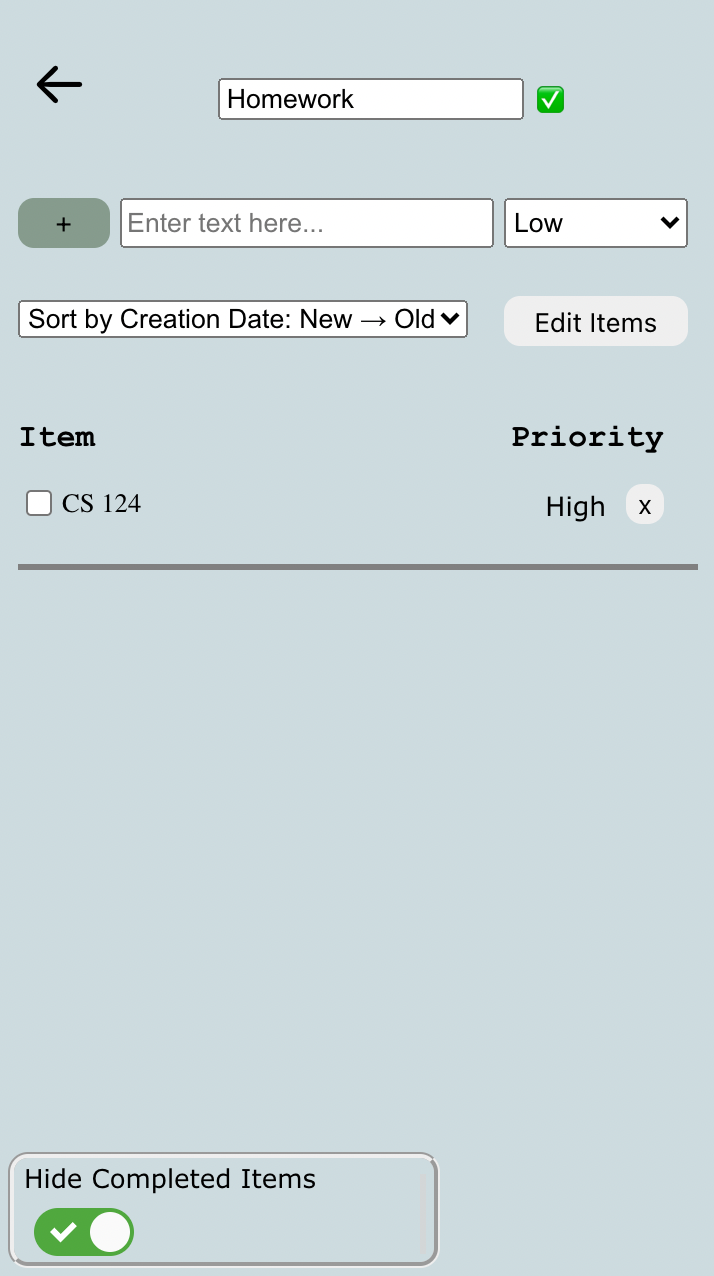 Homework
+
Enter text here...
Low
Sort by Creation Date: New → Old
Edit Items
Item Priority
CS 124 High x
Hide Completed Items